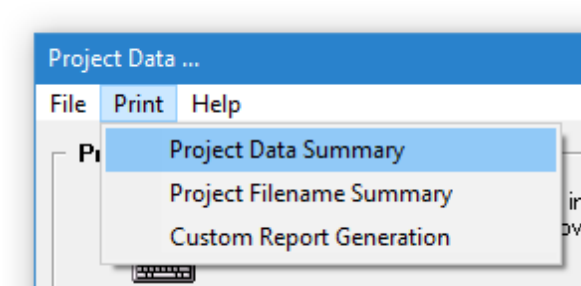 Project Data ...
File Print Help
Project Data Summary
Project Filename Summary
Custom Report Generation